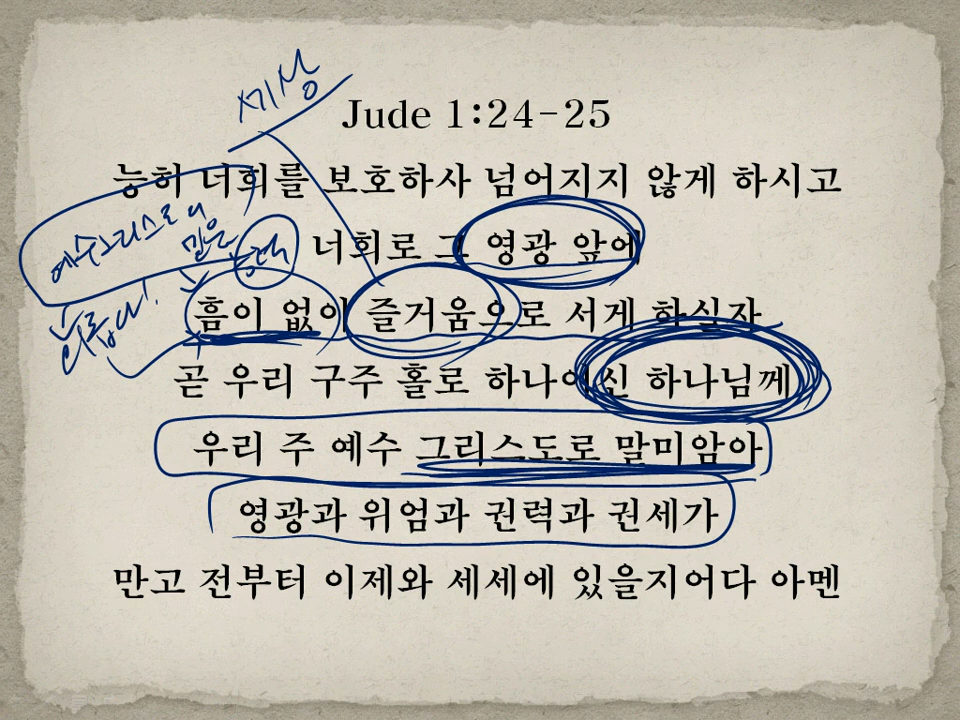 세상
Jude 1:24-25
능히 너희를 보호하사 넘어지지 않게 하시고
너희로 그 영광 앞에
흠이 없이 즐거움으로 서게 하실 자
곧 우리 구주 홀로 하나이신 하나님께
우리 주 예수 그리스도로 말미암아
영광과 위엄과 권력과 권세가
만고 전부터 이제와 세세에 있을지어다 아멘
예수그리스도의
믿음